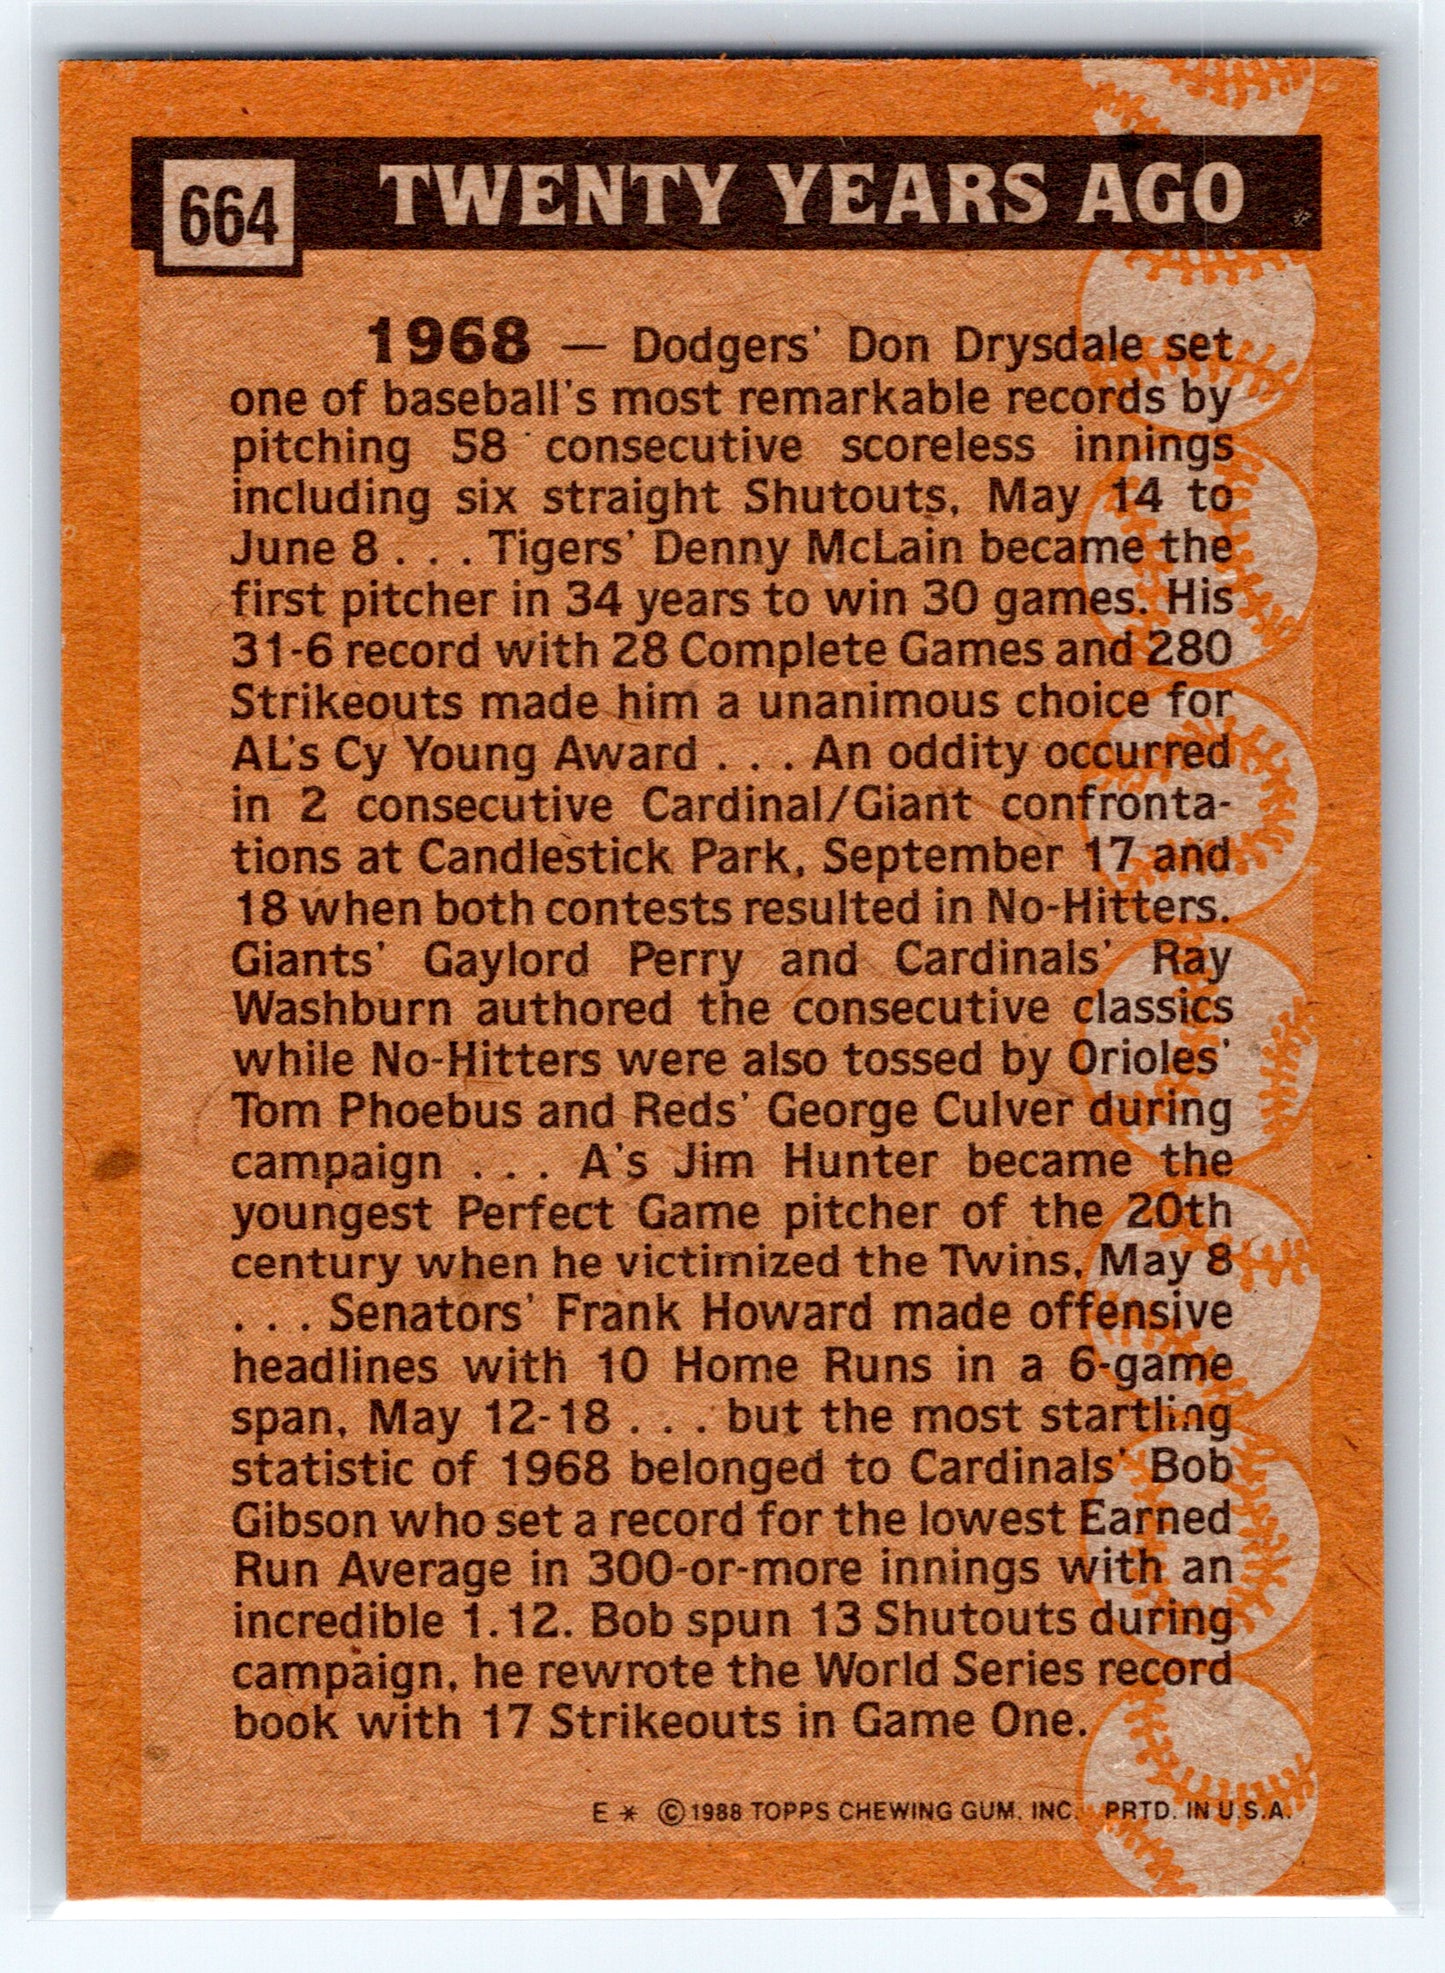 664
TWENTY YEARS AGO
1968 — Dodgers' Don Drysdale set
one of baseball's most remarkable records by
pitching 58 consecutive scoreless innings
including six straight Shutouts, May 14 to
June 8 . . . Tigers' Denny McLain became the
first pitcher in 34 years to win 30 games. His
31-6 record with 28 Complete Games and 280
Strikeouts made him a unanimous choice for
AL's Cy Young Award . . . An oddity occurred
in 2 consecutive Cardinal/Giant confronta-
tions at Candlestick Park, September 17 and
18 when both contests resulted in No-Hitters.
Giants' Gaylord Perry and Cardinals' Ray
Washburn authored the consecutive classics
while No-Hitters were also tossed by Orioles'
Tom Phoebus and Reds' George Culver during
campaign . . . A's Jim Hunter became the
youngest Perfect Game pitcher of the 20th
century when he victimized the Twins, May 8
. . . Senators' Frank Howard made offensive
headlines with 10 Home Runs in a 6-game
span, May 12-18 . . . but the most startling
statistic of 1968 belonged to Cardinals' Bob
Gibson who set a record for the lowest Earned
Run Average in 300-or-more innings with an
incredible 1.12. Bob spun 13 Shutouts during
campaign, he rewrote the World Series record
book with 17 Strikeouts in Game One.
E * © 1988 TOPPS CHEWING GUM, INC. PRTD. IN U.S.A.